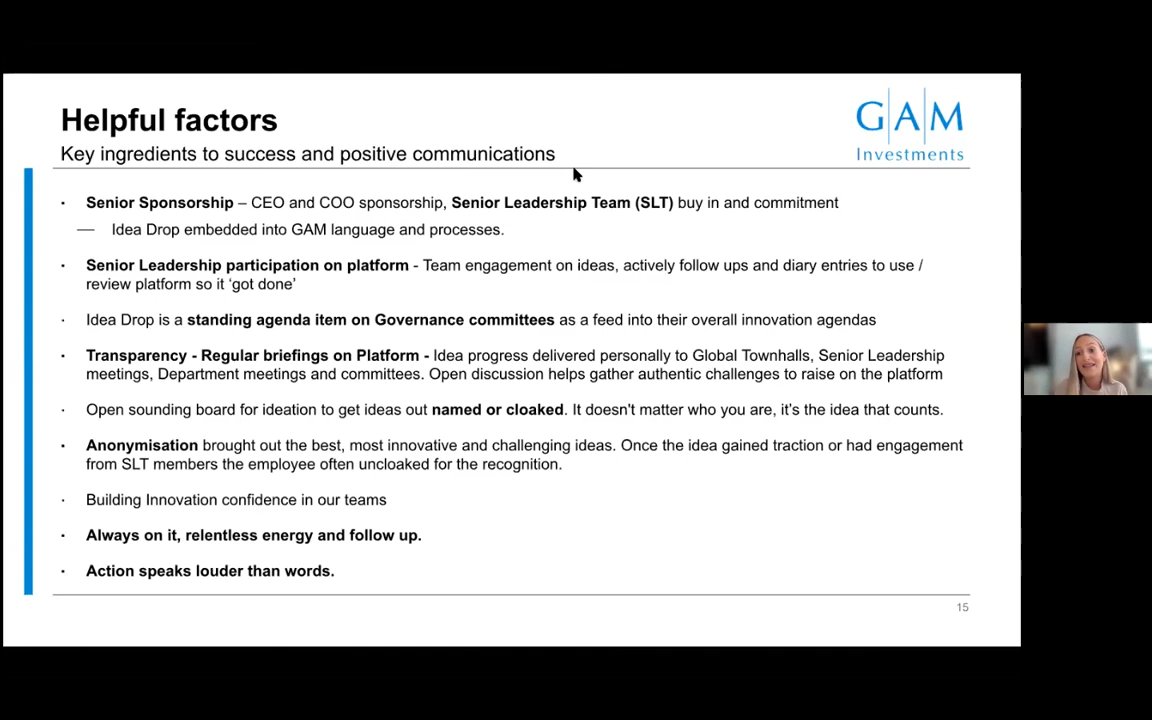 Helpful factors
Key ingredients to success and positive communications
G|A|M
Investments
· Senior Sponsorship – CEO and COO sponsorship, Senior Leadership Team (SLT) buy in and commitment
— Idea Drop embedded into GAM language and processes.
· Senior Leadership participation on platform - Team engagement on ideas, actively follow ups and diary entries to use /
review platform so it ‘got done’
· Idea Drop is a standing agenda item on Governance committees as a feed into their overall innovation agendas
· Transparency - Regular briefings on Platform - Idea progress delivered personally to Global Townhalls, Senior Leadership
meetings, Department meetings and committees. Open discussion helps gather authentic challenges to raise on the platform
· Open sounding board for ideation to get ideas out named or cloaked. It doesn't matter who you are, it’s the idea that counts.
· Anonymisation brought out the best, most innovative and challenging ideas. Once the idea gained traction or had engagement
from SLT members the employee often uncloaked for the recognition.
· Building Innovation confidence in our teams
· Always on it, relentless energy and follow up.
· Action speaks louder than words.
15